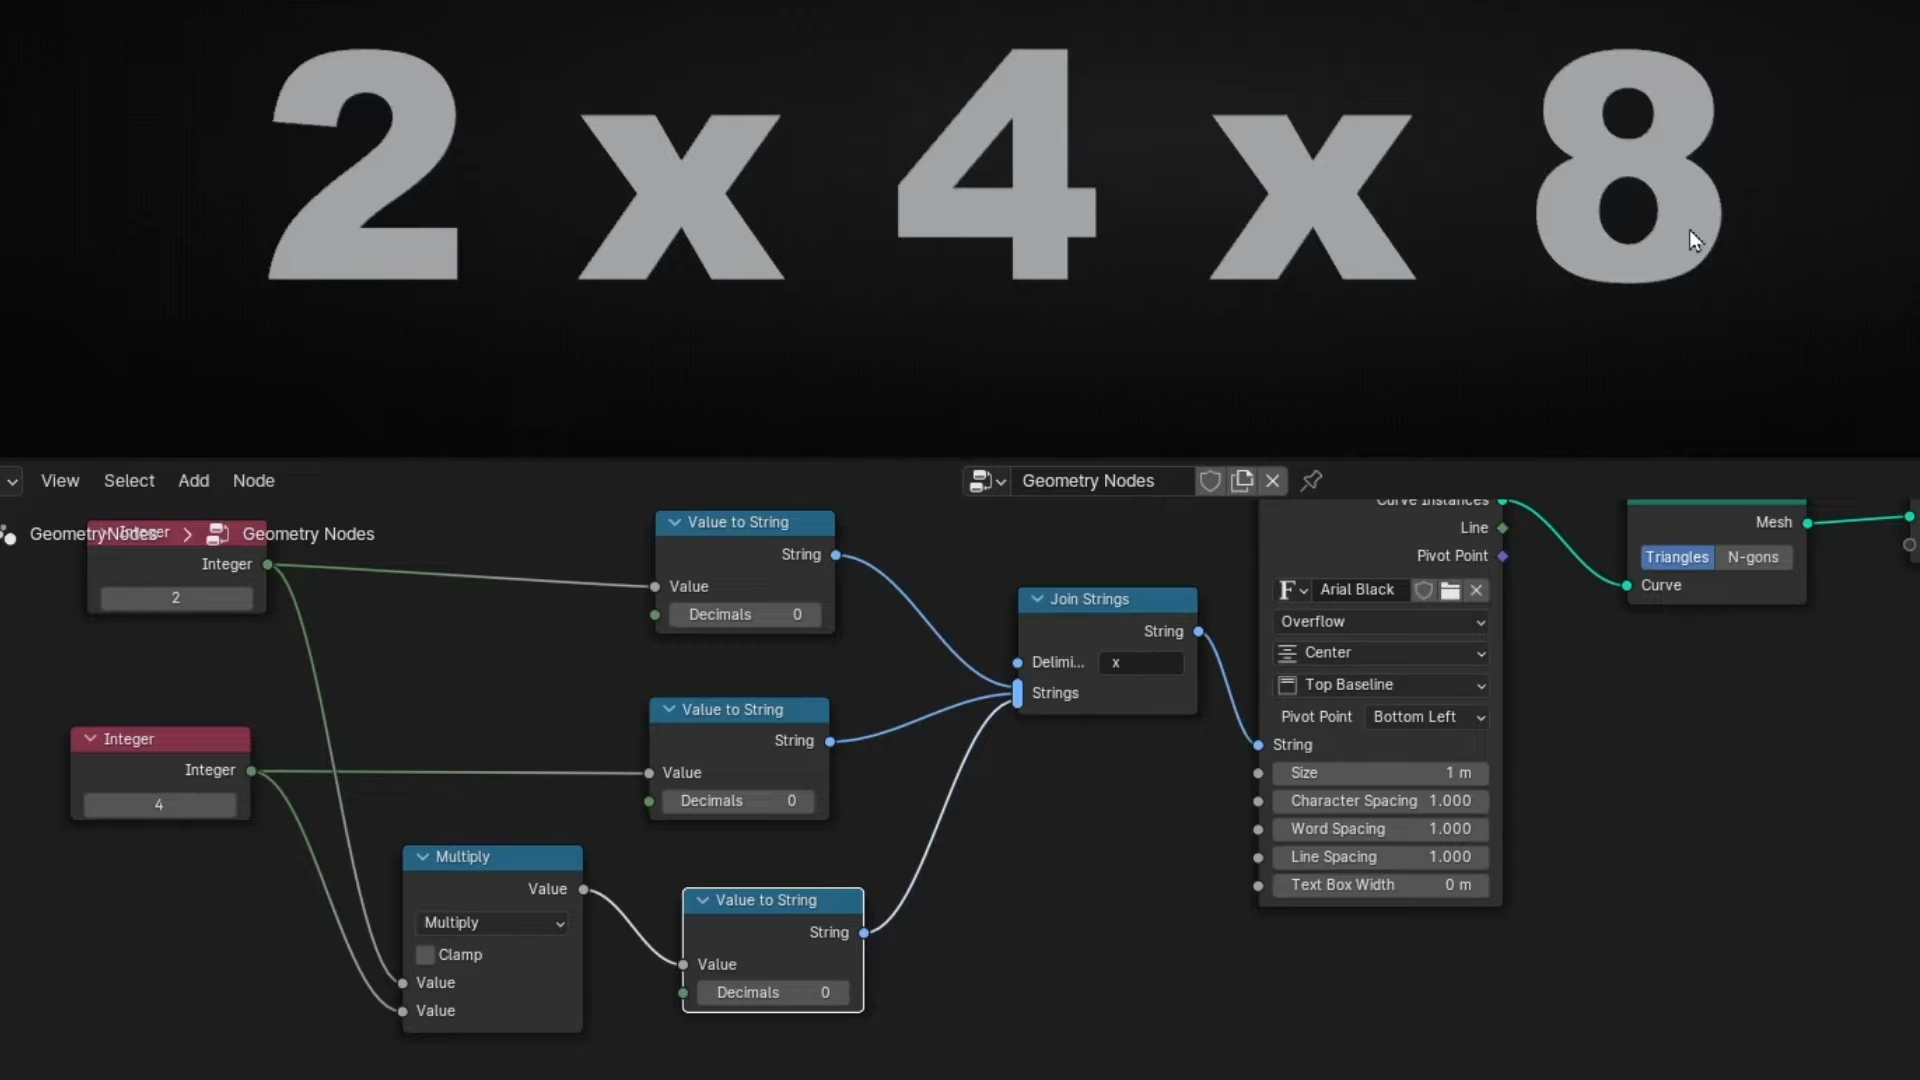 2 x 4 x 8
View Select Add Node
Geometry Nodes
GeometryNodes > Geometry Nodes
Integer
Integer
2
Value to String
String
Value
Decimals 0
Integer
Integer
4
Value to String
String
Value
Decimals 0
Multiply
Value
Multiply
Clamp
Value
Value
Value to String
String
Value
Decimals 0
Join Strings
String
Delimi... x
Strings
Curve Instances
Line
Pivot Point
F Arial Black
Overflow
Center
Top Baseline
Pivot Point Bottom Left
String
Size 1 m
Character Spacing 1.000
Word Spacing 1.000
Line Spacing 1.000
Text Box Width 0 m
Mesh
Triangles N-gons
Curve